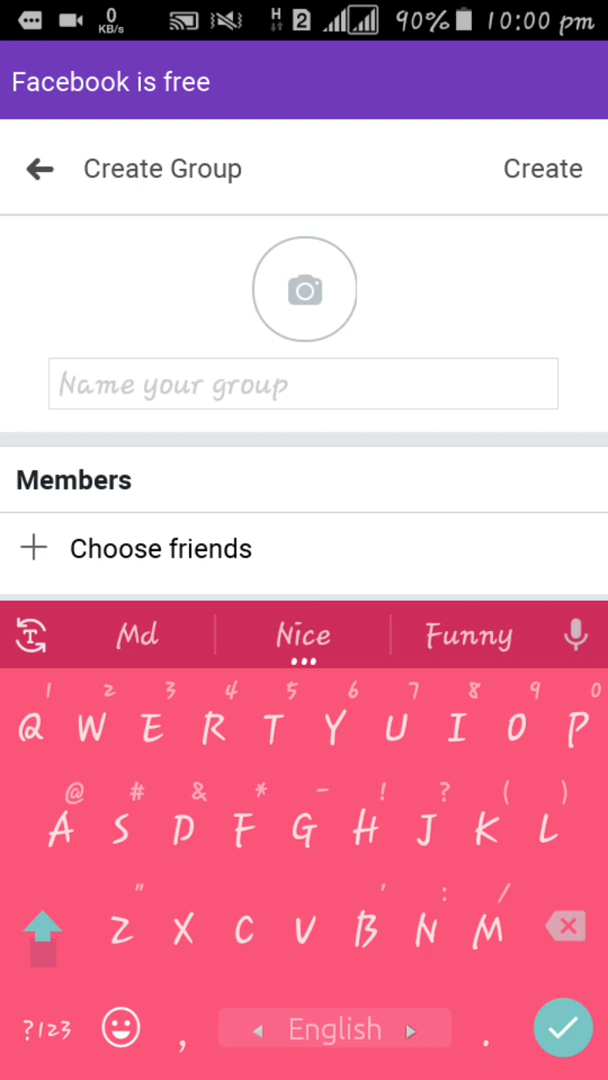 0 KB/s H 2 90% 10:00 pm
Facebook is free
Create Group Create
Name your group
Members
Choose friends
Md Nice Funny
1 2 3 4 5 6 7 8 9 0
Q W E R T Y U I O P
@ # & * - ! ? ( )
A S D F G H J K L
" ' : /
Z X C V B N M
?123 , English .